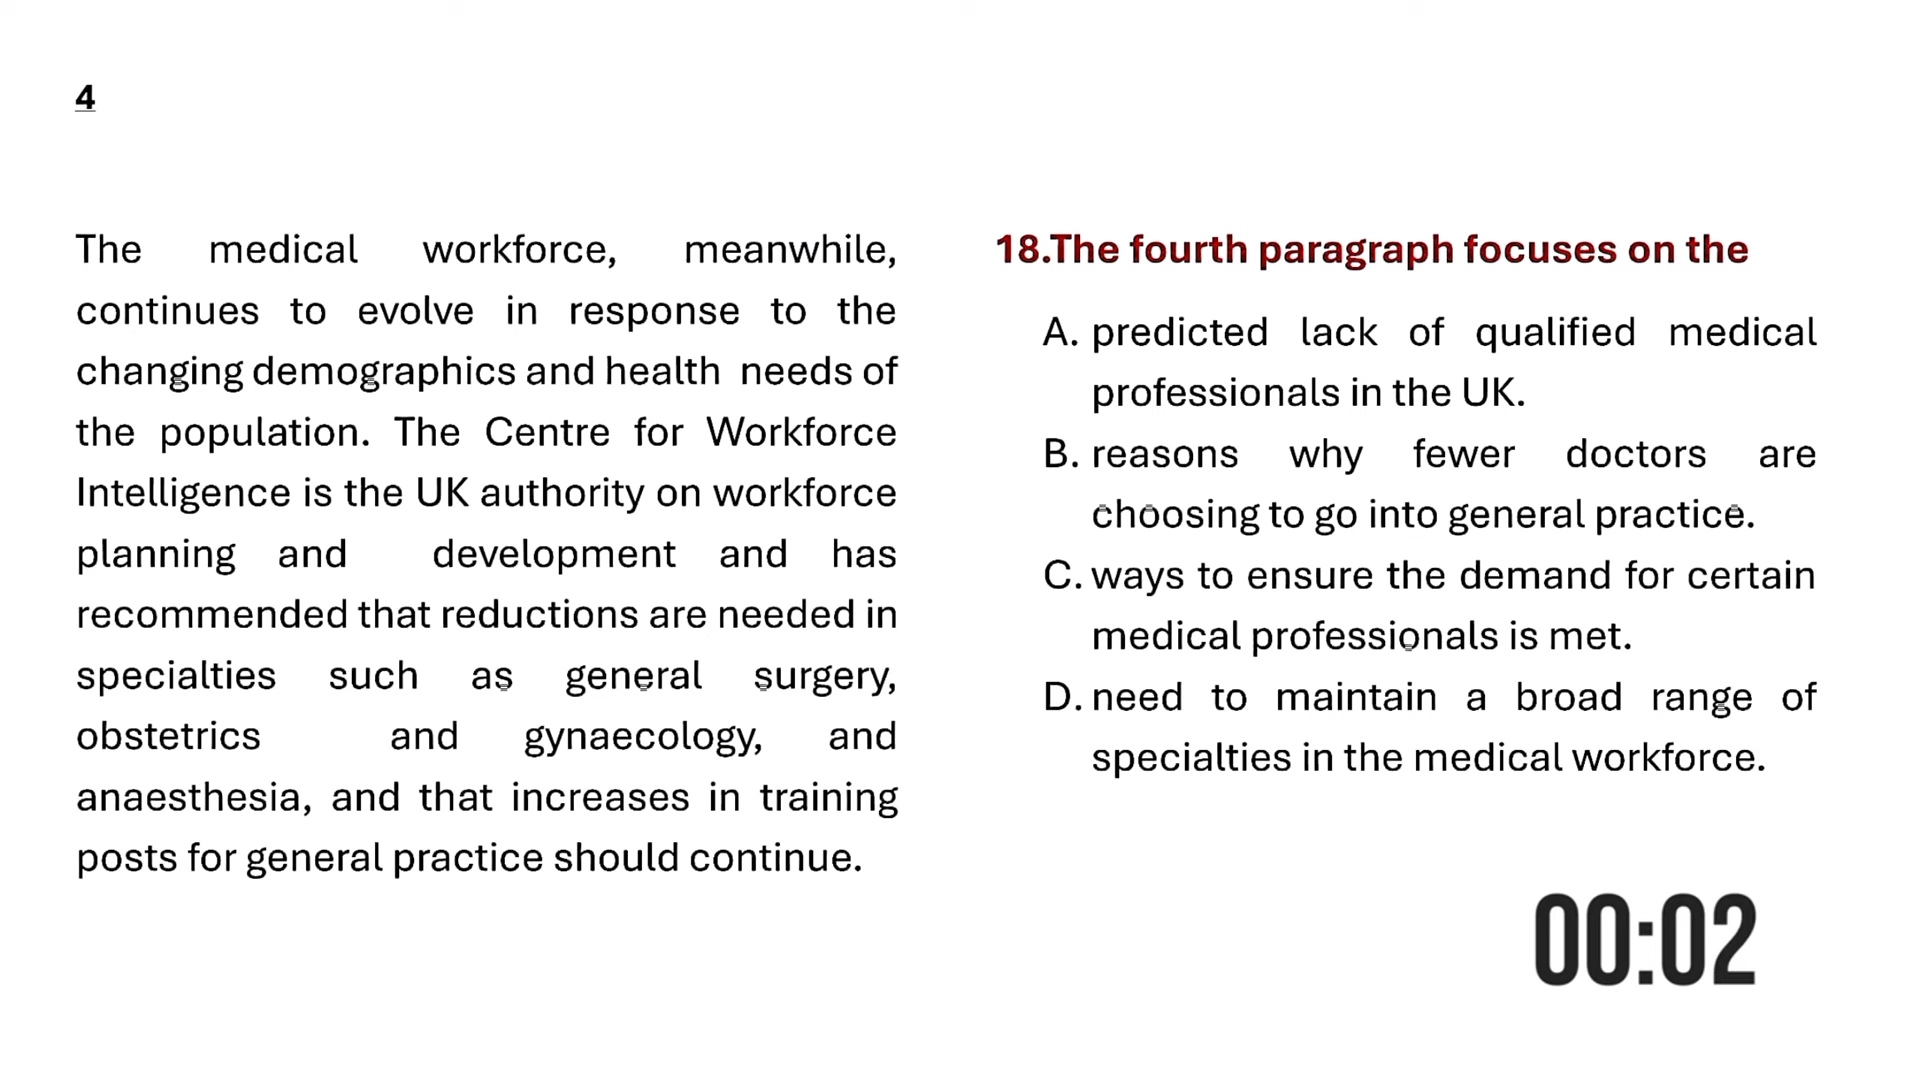 4
The medical workforce, meanwhile,
continues to evolve in response to the
changing demographics and health needs of
the population. The Centre for Workforce
Intelligence is the UK authority on workforce
planning and development and has
recommended that reductions are needed in
specialties such as general surgery,
obstetrics and gynaecology, and
anaesthesia, and that increases in training
posts for general practice should continue.
18.The fourth paragraph focuses on the
A. predicted lack of qualified medical
professionals in the UK.
B. reasons why fewer doctors are
choosing to go into general practice.
C. ways to ensure the demand for certain
medical professionals is met.
D. need to maintain a broad range of
specialties in the medical workforce.
00:02